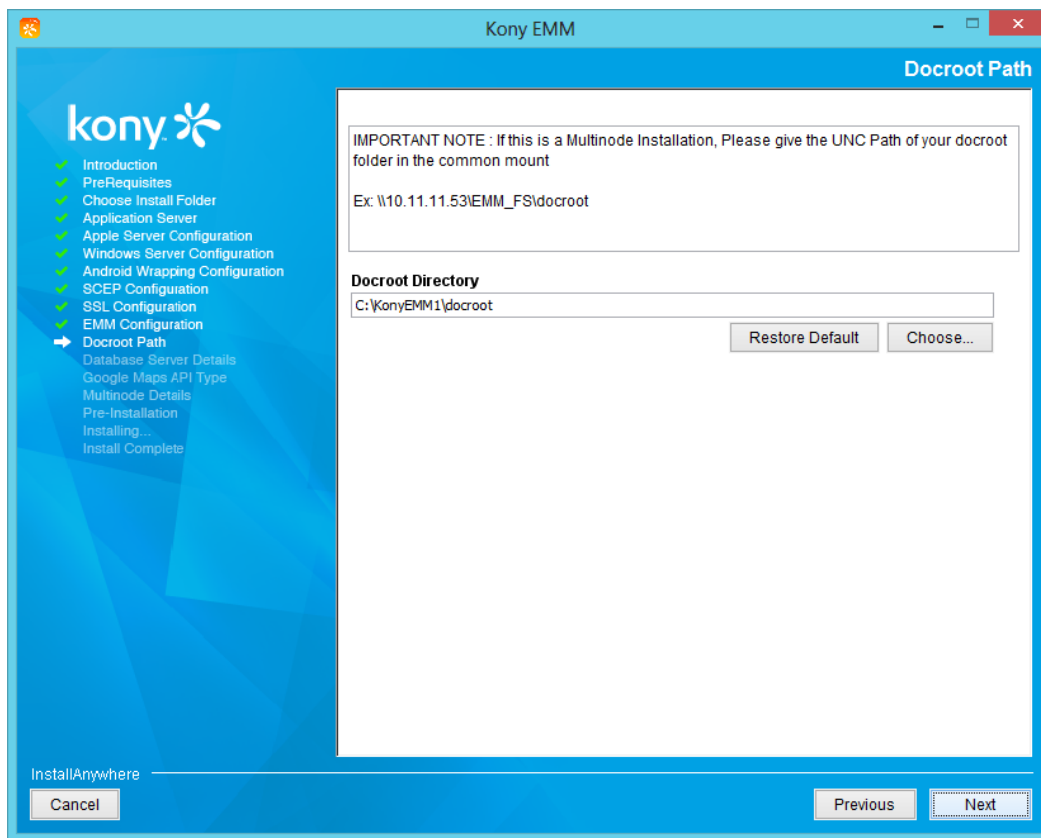 Kony EMM
Docroot Path
kony
Introduction
PreRequisites
Choose Install Folder
Application Server
Apple Server Configuration
Windows Server Configuration
Android Wrapping Configuration
SCEP Configuration
SSL Configuration
EMM Configuration
Docroot Path
Database Server Details
Google Maps API Type
Multinode Details
Pre-Installation
Installing...
Install Complete
IMPORTANT NOTE : If this is a Multinode Installation, Please give the UNC Path of your docroot
folder in the common mount
Ex: \\10.11.11.53\EMM_FS\docroot
Docroot Directory
C:\KonyEMM1\docroot
Restore Default
Choose...
InstallAnywhere
Cancel
Previous
Next